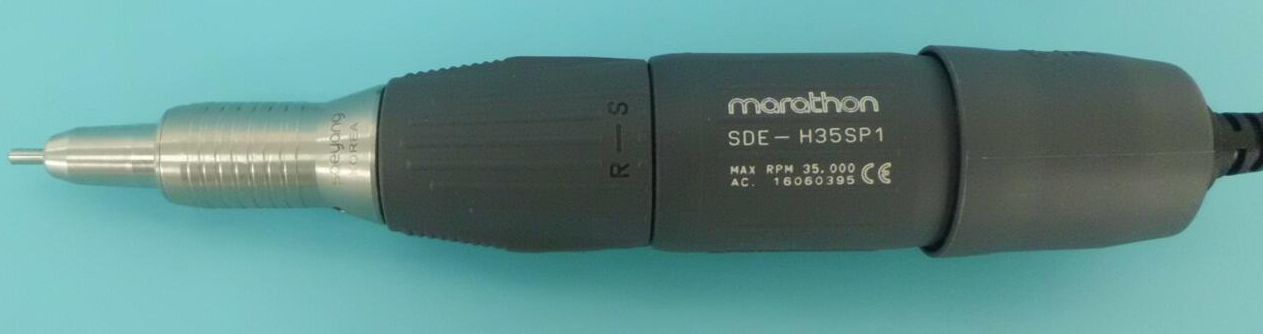 saeyang
KOREA
R — S
marathon
SDE — H35SP1
MAX RPM 35.000
AC. 16060395 CE